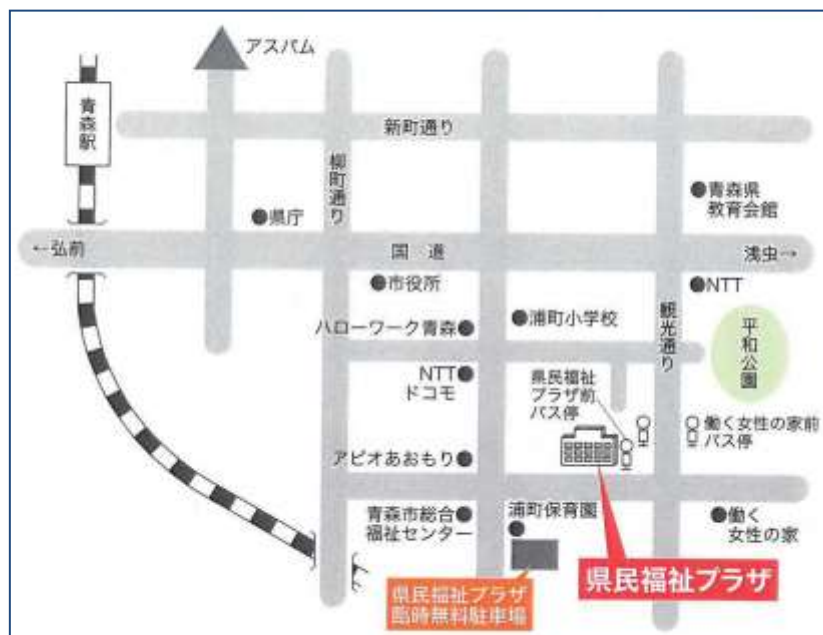 アスパム
青森駅
新町通り
柳町通り
●県庁
●青森県
教育会館
←弘前
国 道
浅虫→
●市役所
●NTT
ハローワーク青森●
●浦町小学校
観光通り
平和公園
NTT●
ドコモ
県民福祉
プラザ前
バス停
働く女性の家前
バス停
アピオあおもり●
青森市総合●
福祉センター
浦町保育園
●働く
女性の家
県民福祉プラザ
県民福祉プラザ
臨時無料駐車場